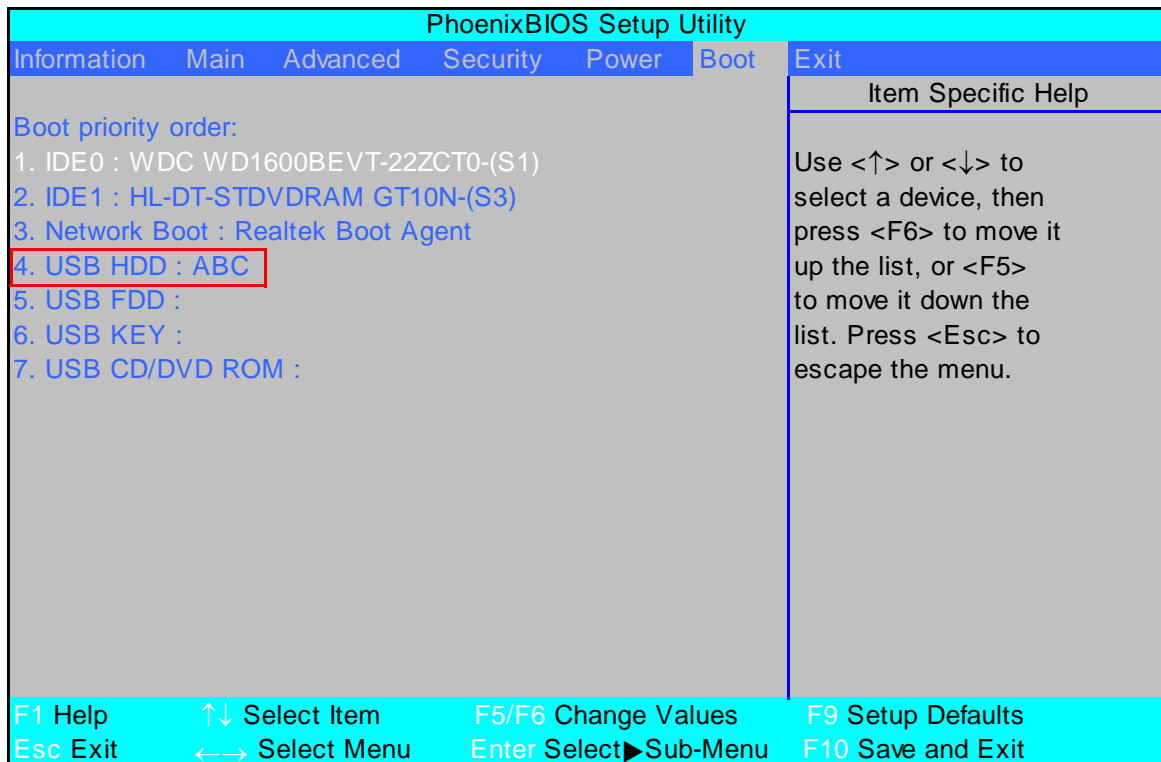 PhoenixBIOS Setup Utility
Information Main Advanced Security Power Boot Exit
Item Specific Help
Boot priority order:
1. IDE0 : WDC WD1600BEVT-22ZCT0-(S1)
2. IDE1 : HL-DT-STDVDRAM GT10N-(S3)
3. Network Boot : Realtek Boot Agent
4. USB HDD : ABC
5. USB FDD :
6. USB KEY :
7. USB CD/DVD ROM :
Use <↑> or <↓> to
select a device, then
press <F6> to move it
up the list, or <F5>
to move it down the
list. Press <Esc> to
escape the menu.
F1 Help ↑↓ Select Item F5/F6 Change Values F9 Setup Defaults
Esc Exit ←→ Select Menu Enter Select▶Sub-Menu F10 Save and Exit